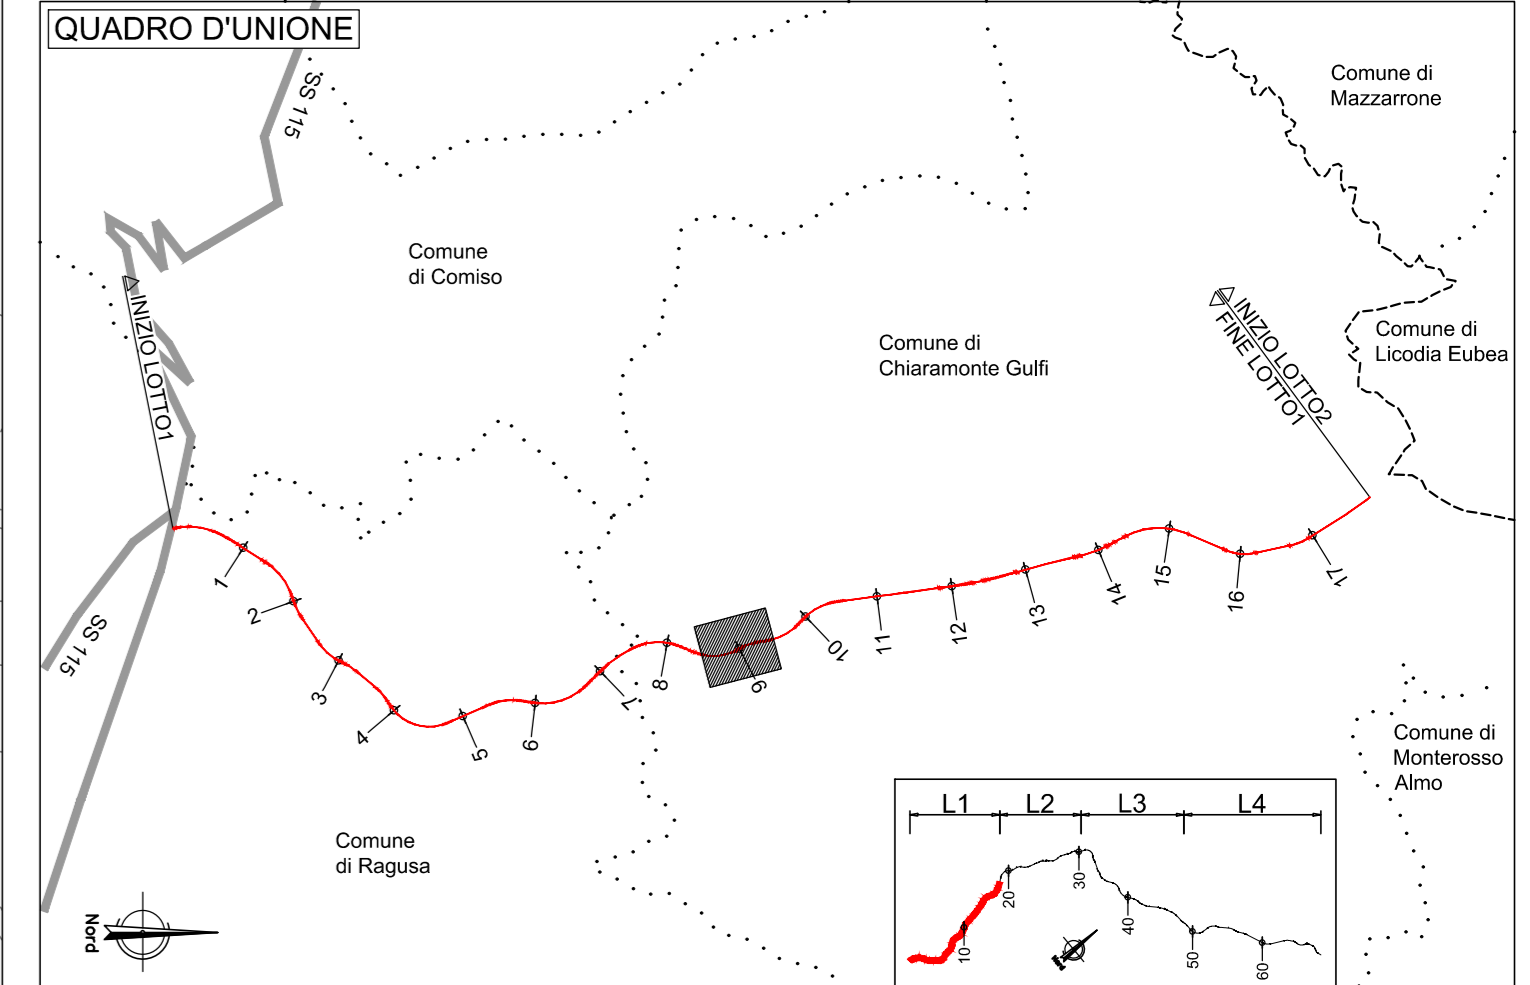 QUADRO D'UNIONE
SS 115
Comune di
Mazzarrone
Comune
di Comiso
INIZIO LOTTO1
Comune di
Chiaramonte Gulfi
INIZIO LOTTO2
FINE LOTTO1
Comune di
Licodia Eubea
1
2
3
4
5
6
7
8
9
10
11
12
13
14
15
16
17
SS 115
Comune di
Monterosso
Almo
Comune
di Ragusa
Nord
L1 L2 L3 L4
10
20
30
40
50
60